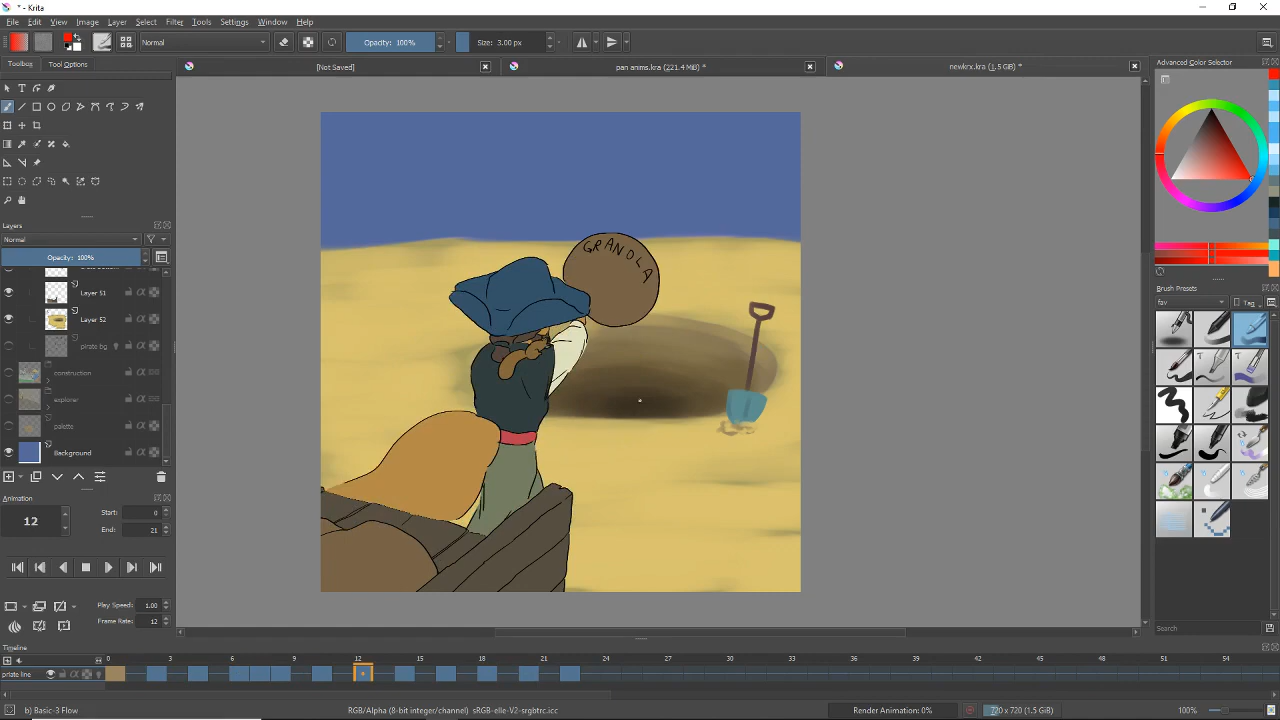 * - Krita
File Edit View Image Layer Select Filter Tools Settings Window Help
Normal Opacity: 100% Size: 3.00 px
Toolbox Tool Options
[Not Saved] pan anims.kra (221.4 MiB) * newkrx.kra (1.5 GiB) *
Advanced Color Selector
Layers
Normal
Opacity: 100%
Layer 51
Layer 52
pirate bg
construction
explorer
palette
Background
GRANOLA
Brush Presets
fav Tag
Search
Animation
12 Start: 0
End: 21
Play Speed: 1.00
Frame Rate: 12
Timeline
0 3 6 9 12 15 18 21 24 27 30 33 36 39 42 45 48 51 54
pirate line
b) Basic-3 Flow RGB/Alpha (8-bit integer/channel) sRGB-elle-V2-srgbtrc.icc Render Animation: 0% 720 x 720 (1.5 GiB) 100%